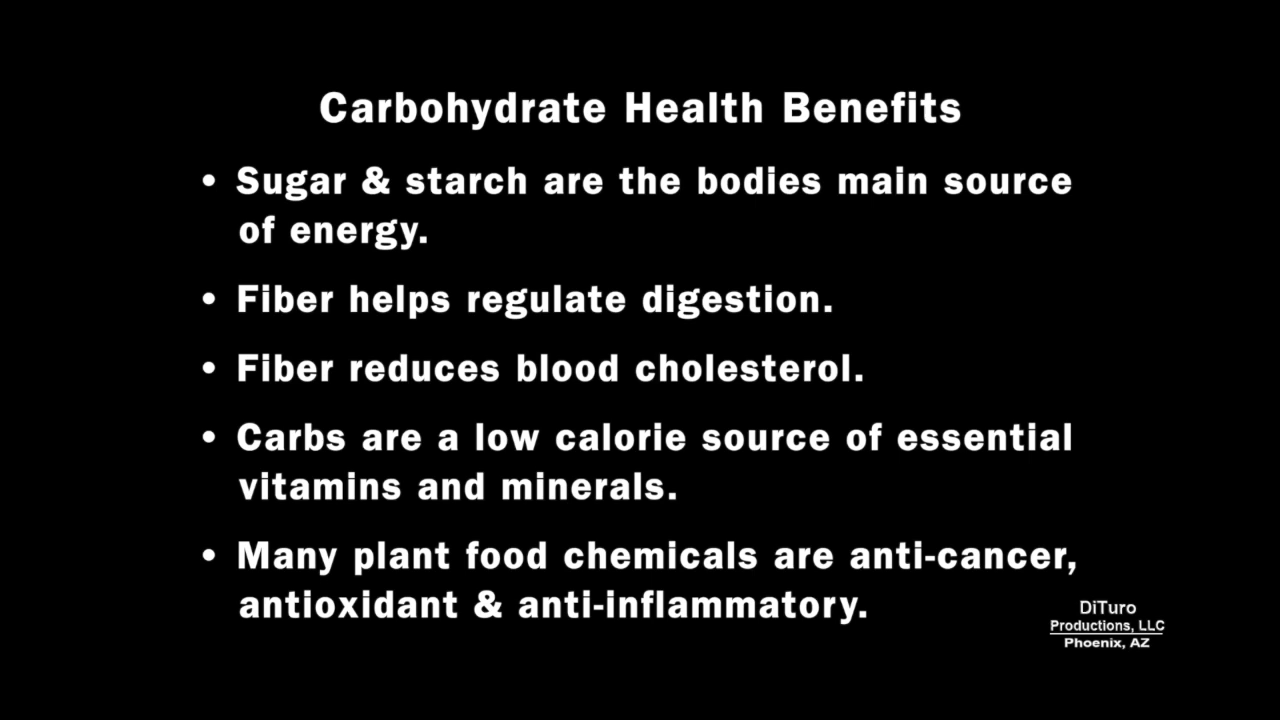 Carbohydrate Health Benefits
• Sugar & starch are the bodies main source
of energy.
• Fiber helps regulate digestion.
• Fiber reduces blood cholesterol.
• Carbs are a low calorie source of essential
vitamins and minerals.
• Many plant food chemicals are anti-cancer,
antioxidant & anti-inflammatory.
DiTuro
Productions, LLC
Phoenix, AZ